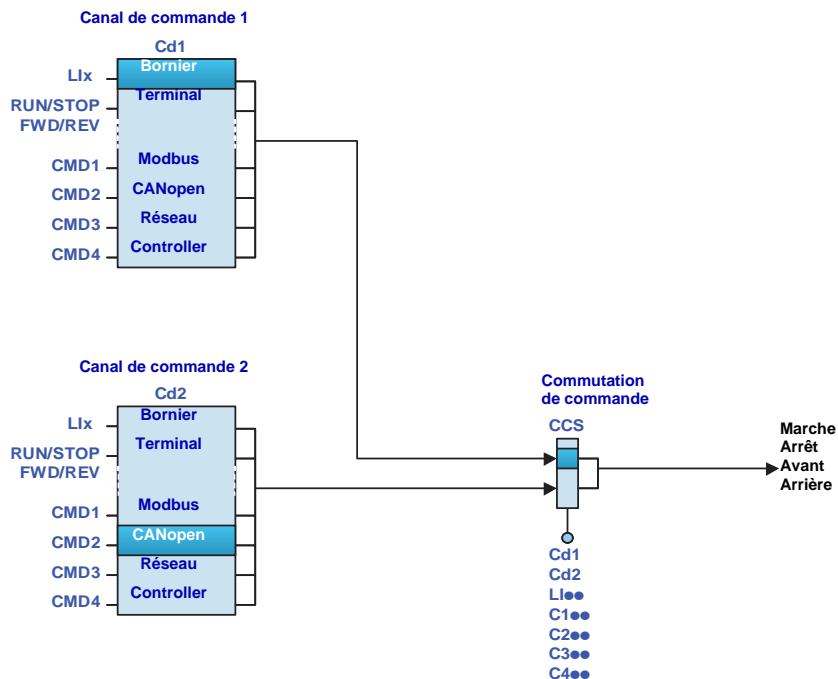 Canal de commande 1
Cd1
Bornier
LIx
Terminal
RUN/STOP
FWD/REV
Modbus
CMD1
CANopen
CMD2
Réseau
CMD3
Controller
CMD4
Canal de commande 2
Cd2
Bornier
LIx
Terminal
RUN/STOP
FWD/REV
Modbus
CMD1
CANopen
CMD2
Réseau
CMD3
Controller
CMD4
Commutation
de commande
CCS
Marche
Arrêt
Avant
Arrière
Cd1
Cd2
LI●●
C1●●
C2●●
C3●●
C4●●